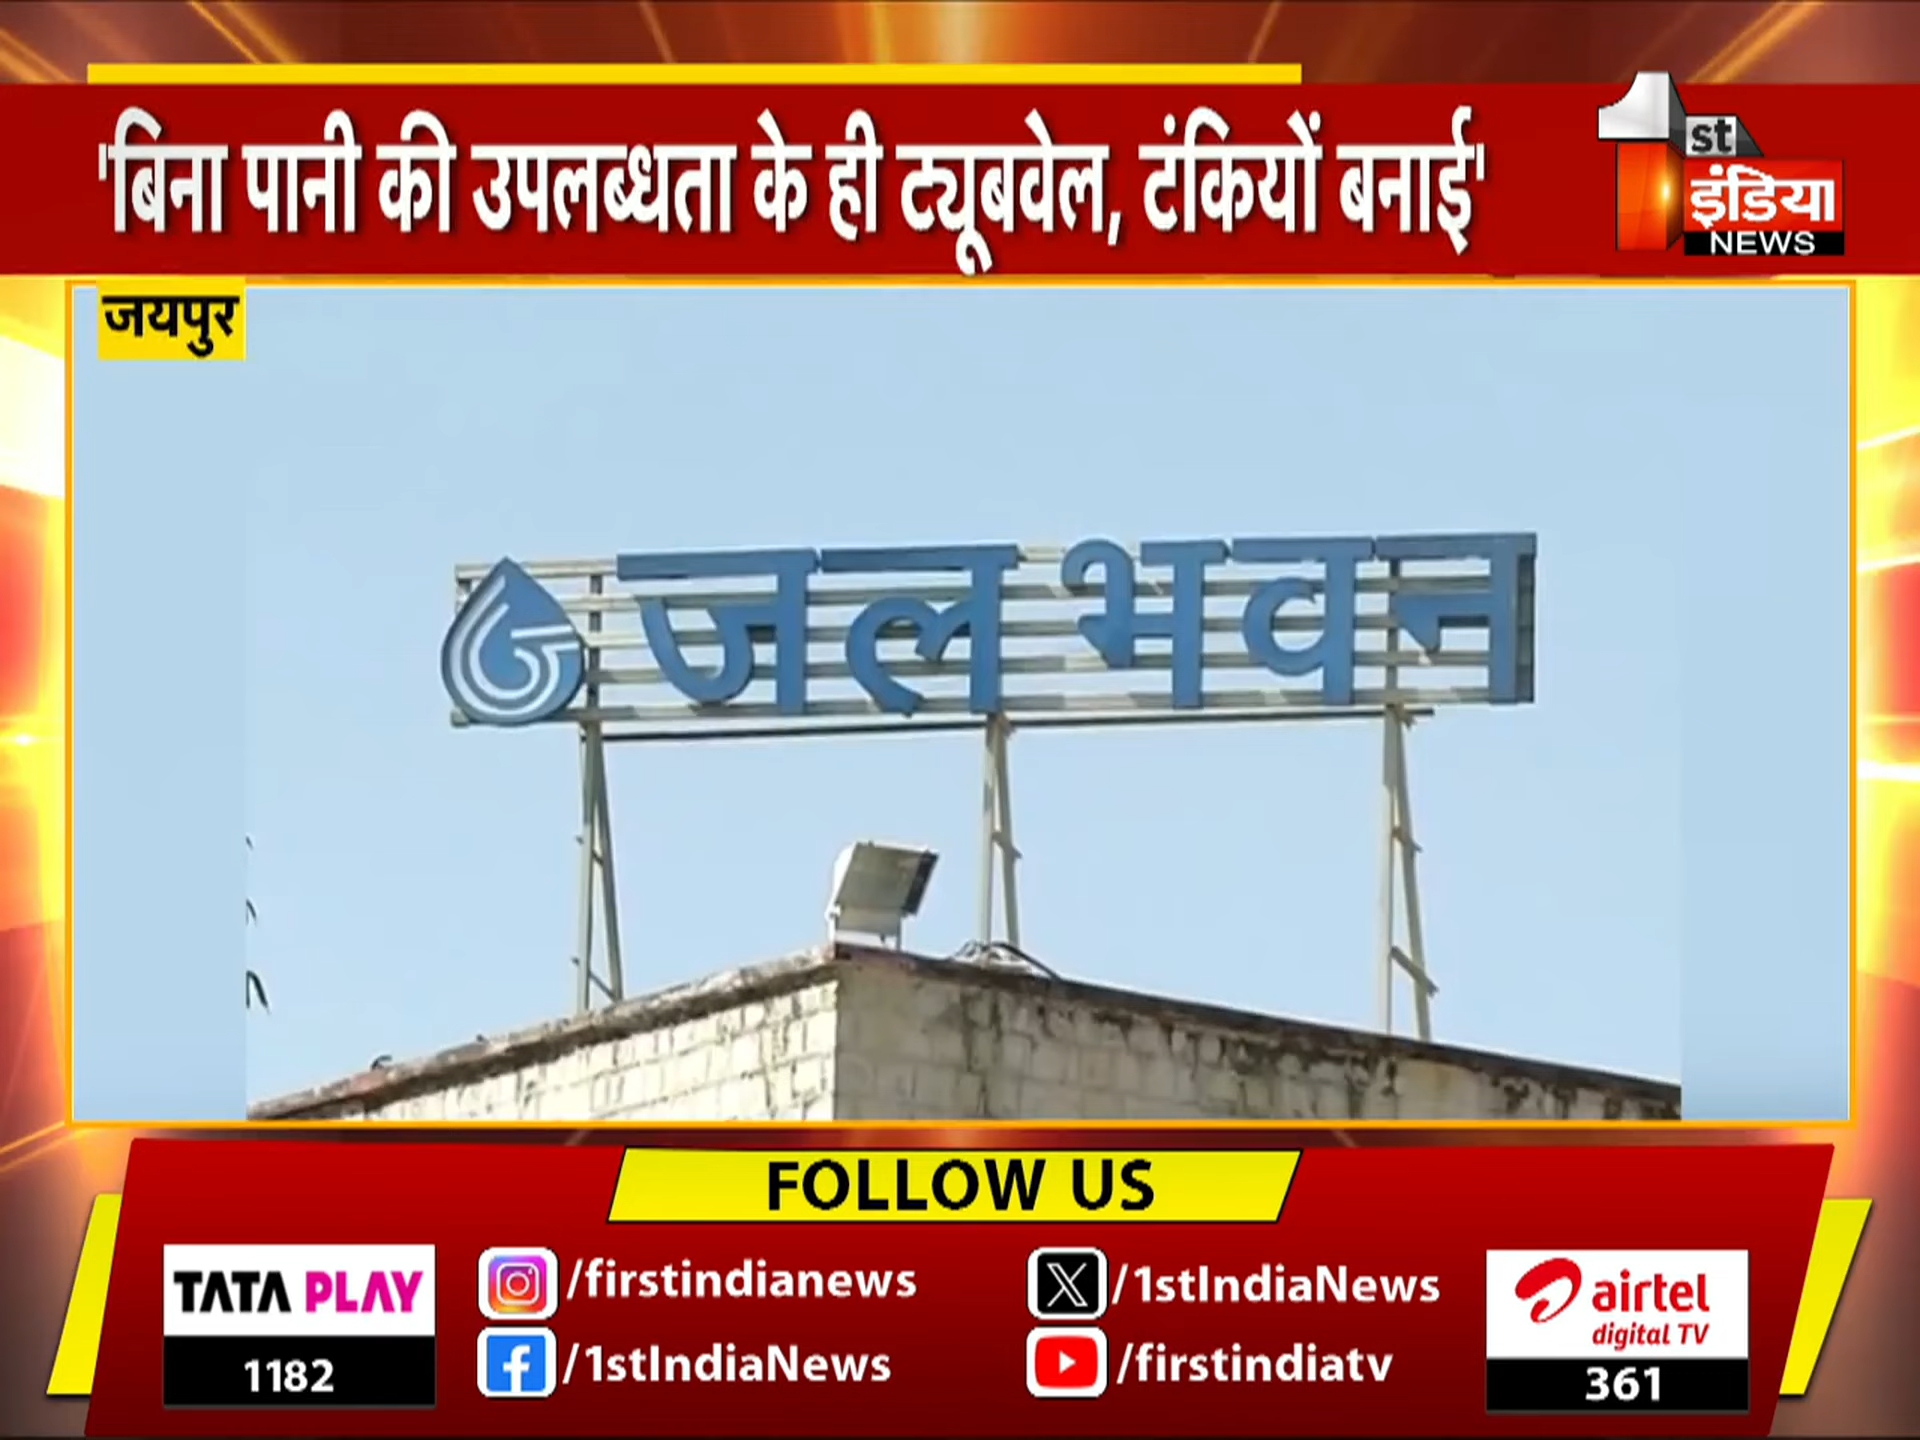 'बिना पानी की उपलब्धता के ही ट्यूबवेल, टंकियों बनाई'
1st
इंडिया
NEWS
जयपुर
जल भवन
FOLLOW US
TATA PLAY
1182
/firstindianews
/1stIndiaNews
/1stIndiaNews
/firstindiatv
airtel
digital TV
361